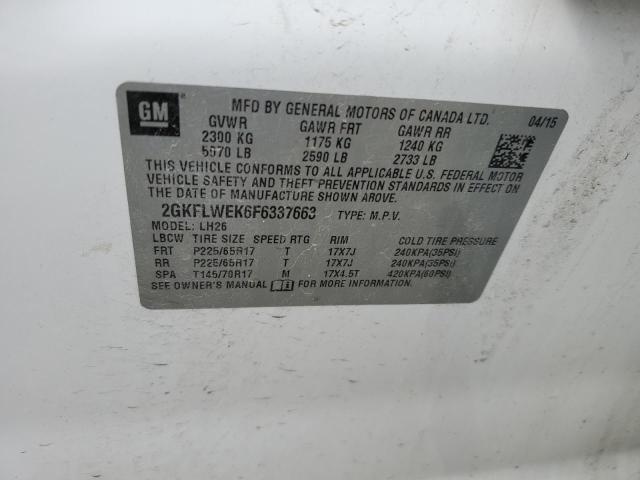 GM
MFD BY GENERAL MOTORS OF CANADA LTD. 04/15
GVWR GAWR FRT GAWR RR
2300 KG 1175 KG 1240 KG
5070 LB 2590 LB 2733 LB
THIS VEHICLE CONFORMS TO ALL APPLICABLE U.S. FEDERAL MOTOR
VEHICLE SAFETY AND THEFT PREVENTION STANDARDS IN EFFECT ON
THE DATE OF MANUFACTURE SHOWN ABOVE.
2GKFLWEK6F6337663 TYPE: M.P.V.
MODEL: LH26
LBCW TIRE SIZE SPEED RTG RIM COLD TIRE PRESSURE
FRT P225/65R17 T 17X7J 240KPA(35PSI)
RR P225/65R17 T 17X7J 240KPA(35PSI)
SPA T145/70R17 M 17X4.5T 420KPA(60PSI)
SEE OWNER'S MANUAL FOR MORE INFORMATION.